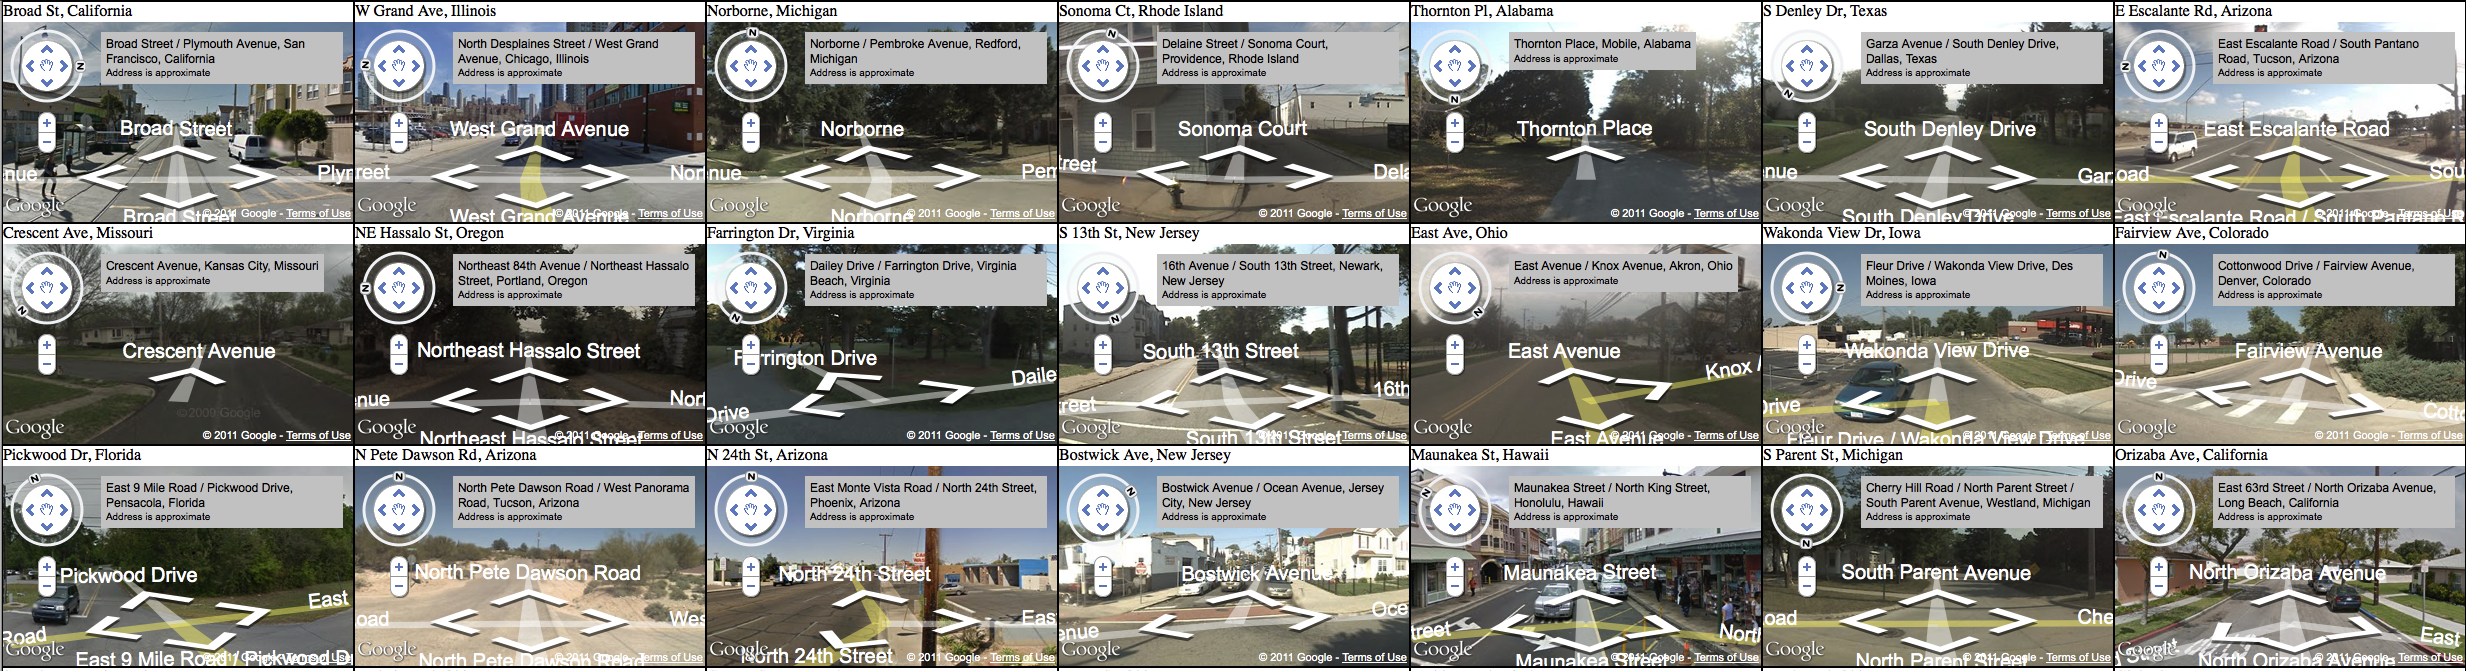 Broad St, California
Broad Street / Plymouth Avenue, San
Francisco, California
Address is approximate
N
Broad Street
nue
Plyn
Broad Street
Google
© 2011 Google - Terms of Use
W Grand Ave, Illinois
North Desplaines Street / West Grand
Avenue, Chicago, Illinois
Address is approximate
N
West Grand Avenue
reet
Nor
West Grand Avenue
Google
© 2011 Google - Terms of Use
Norborne, Michigan
N
Norborne / Pembroke Avenue, Redford,
Michigan
Address is approximate
Norborne
nue
Pem
Norborne
Google
© 2011 Google - Terms of Use
Sonoma Ct, Rhode Island
N
Delaine Street / Sonoma Court,
Providence, Rhode Island
Address is approximate
Sonoma Court
reet
Dela
Google
© 2011 Google - Terms of Use
Thornton Pl, Alabama
Thornton Place, Mobile, Alabama
Address is approximate
N
Thornton Place
Google
© 2011 Google - Terms of Use
S Denley Dr, Texas
Garza Avenue / South Denley Drive,
Dallas, Texas
Address is approximate
N
South Denley Drive
nue
Garz
South Denley Drive
Google
© 2011 Google - Terms of Use
E Escalante Rd, Arizona
East Escalante Road / South Pantano
Road, Tucson, Arizona
Address is approximate
N
East Escalante Road
oad
Sou
East Escalante Road / South Pantano R
Google
© 2011 Google - Terms of Use
Crescent Ave, Missouri
Crescent Avenue, Kansas City, Missouri
Address is approximate
N
Crescent Avenue
©2009 Google
Google
© 2011 Google - Terms of Use
NE Hassalo St, Oregon
Northeast 84th Avenue / Northeast Hassalo
Street, Portland, Oregon
Address is approximate
N
Northeast Hassalo Street
nue
Nort
Northeast Hassalo Street
Google
© 2011 Google - Terms of Use
Farrington Dr, Virginia
Dailey Drive / Farrington Drive, Virginia
Beach, Virginia
Address is approximate
N
Farrington Drive
Daile
Drive
Google
© 2011 Google - Terms of Use
S 13th St, New Jersey
16th Avenue / South 13th Street, Newark,
New Jersey
Address is approximate
N
South 13th Street
reet
16th
South 13th Street
Google
© 2011 Google - Terms of Use
East Ave, Ohio
East Avenue / Knox Avenue, Akron, Ohio
Address is approximate
N
East Avenue
Knox A
East Avenue
Google
© 2011 Google - Terms of Use
Wakonda View Dr, Iowa
Fleur Drive / Wakonda View Drive, Des
Moines, Iowa
Address is approximate
N
Wakonda View Drive
Drive
Fleur Drive / Wakonda View Drive
Google
© 2011 Google - Terms of Use
Fairview Ave, Colorado
N
Cottonwood Drive / Fairview Avenue,
Denver, Colorado
Address is approximate
Fairview Avenue
Drive
Cotto
Google
© 2011 Google - Terms of Use
Pickwood Dr, Florida
N
East 9 Mile Road / Pickwood Drive,
Pensacola, Florida
Address is approximate
Pickwood Drive
East
Road
East 9 Mile Road / Pickwood D
Google
© 2011 Google - Terms of Use
N Pete Dawson Rd, Arizona
N
North Pete Dawson Road / West Panorama
Road, Tucson, Arizona
Address is approximate
North Pete Dawson Road
oad
Wes
North Pete Dawson Road
Google
© 2011 Google - Terms of Use
N 24th St, Arizona
N
East Monte Vista Road / North 24th Street,
Phoenix, Arizona
Address is approximate
North 24th Street
East
North 24th Street
Google
© 2011 Google - Terms of Use
Bostwick Ave, New Jersey
N
Bostwick Avenue / Ocean Avenue, Jersey
City, New Jersey
Address is approximate
Bostwick Avenue
Oce
enue
Google
© 2011 Google - Terms of Use
Maunakea St, Hawaii
N
Maunakea Street / North King Street,
Honolulu, Hawaii
Address is approximate
Maunakea Street
treet
North
Maunakea Street
Google
© 2011 Google - Terms of Use
S Parent St, Michigan
Cherry Hill Road / North Parent Street /
South Parent Avenue, Westland, Michigan
Address is approximate
N
South Parent Avenue
oad
Che
North Parent Street
Google
© 2011 Google - Terms of Use
Orizaba Ave, California
N
East 63rd Street / North Orizaba Avenue,
Long Beach, California
Address is approximate
North Orizaba Avenue
East
North Orizaba Avenue
Google
© 2011 Google - Terms of Use